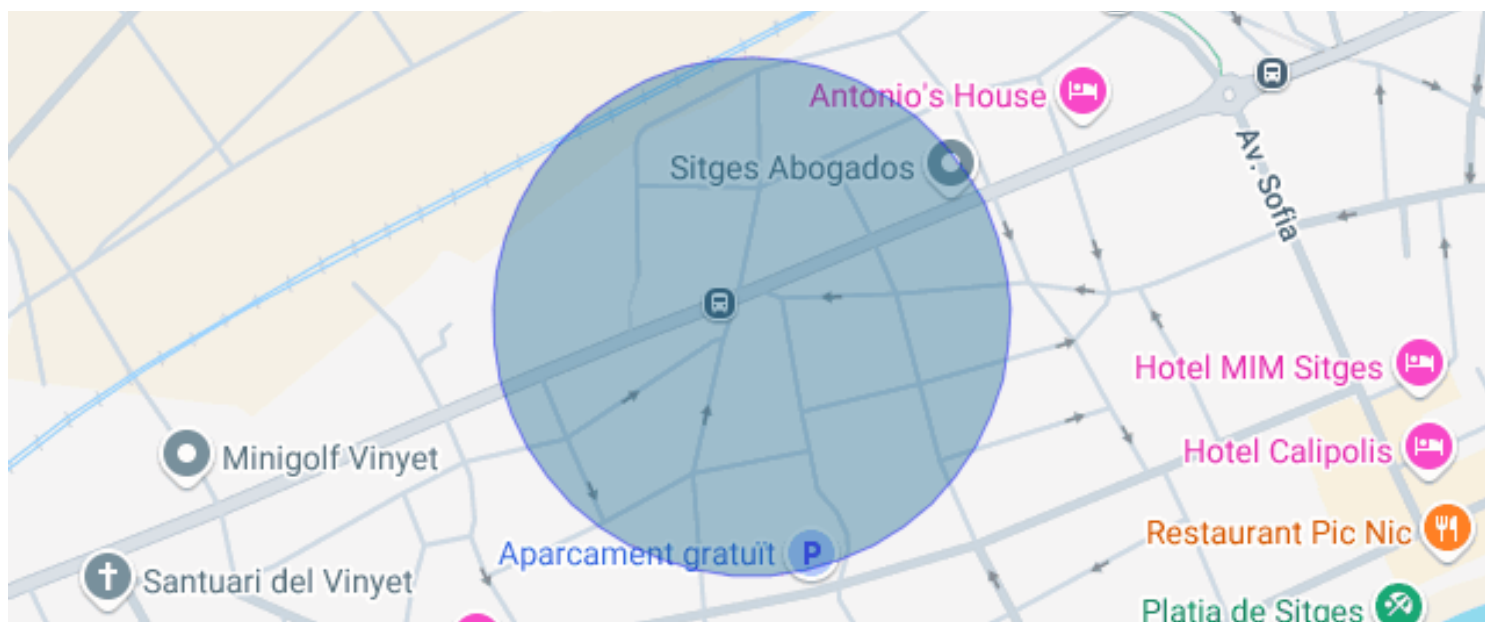 Antonio's House
Sitges Abogados
Av. Sofia
Hotel MIM Sitges
Minigolf Vinyet
Hotel Calipolis
Restaurant Pic Nic
Aparcament gratuït
P
Santuari del Vinyet
Platja de Sitges